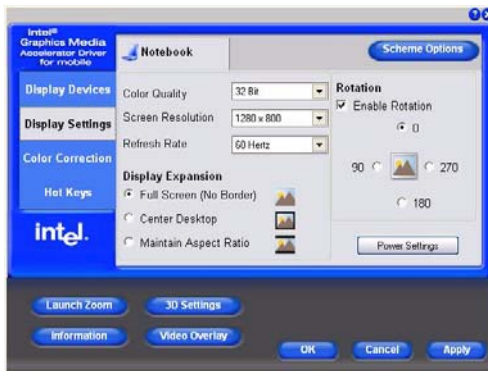 Intel®
Graphics Media
Accelerator Driver
for mobile
Notebook
Scheme Options
Display Devices
Display Settings
Color Correction
Hot Keys
intel.
Color Quality
32 Bit
Screen Resolution
1280 x 800
Refresh Rate
60 Hertz
Display Expansion
Full Screen (No Border)
Center Desktop
Maintain Aspect Ratio
Rotation
Enable Rotation
0
90
270
180
Power Settings
Launch Zoom
3D Settings
Information
Video Overlay
OK
Cancel
Apply